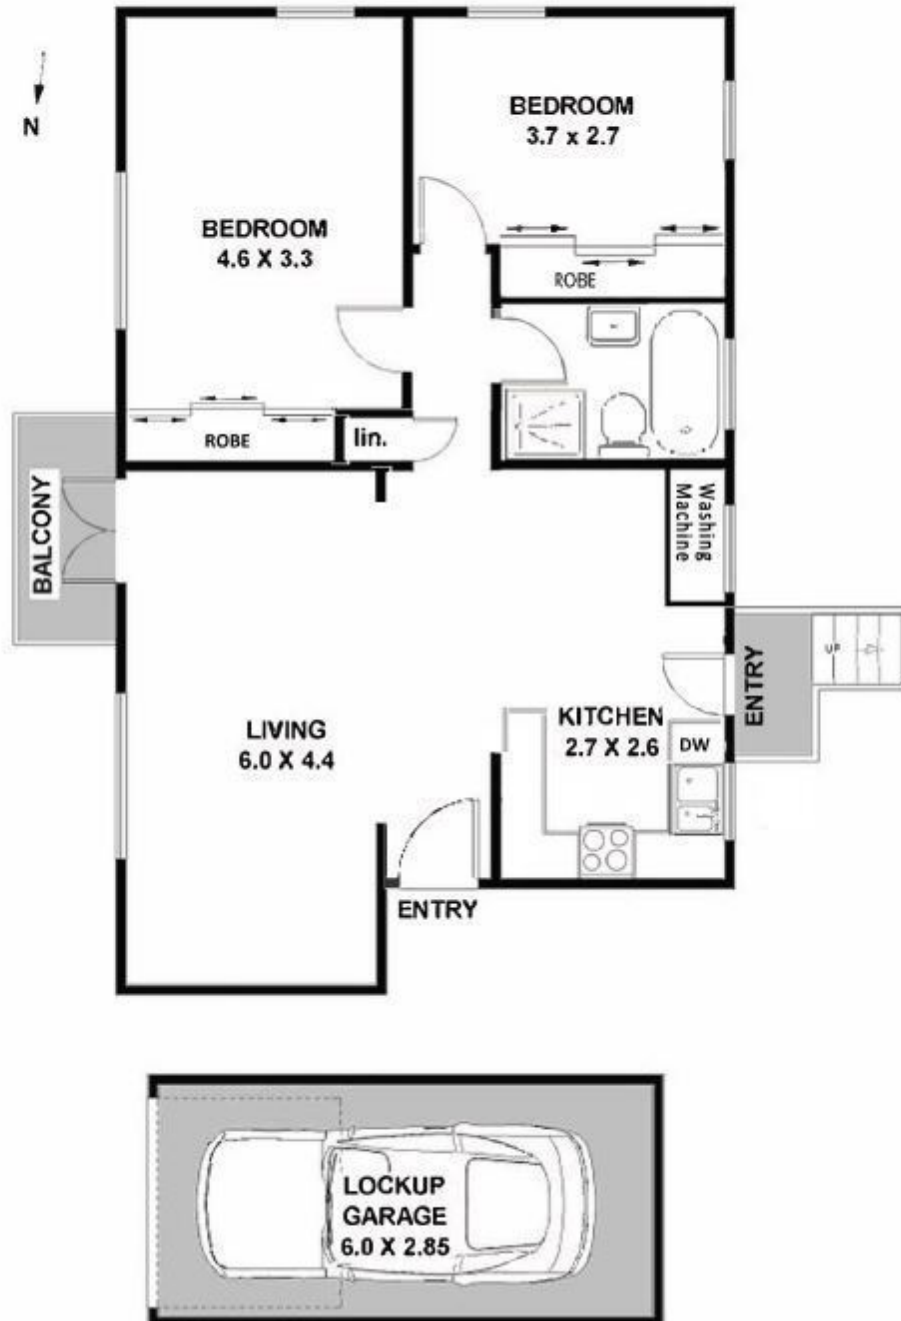 N
BEDROOM
3.7 x 2.7
BEDROOM
4.6 X 3.3
ROBE
ROBE
lin.
BALCONY
Washing
Machine
ENTRY
UP
LIVING
6.0 X 4.4
KITCHEN
2.7 X 2.6
DW
ENTRY
LOCKUP
GARAGE
6.0 X 2.85